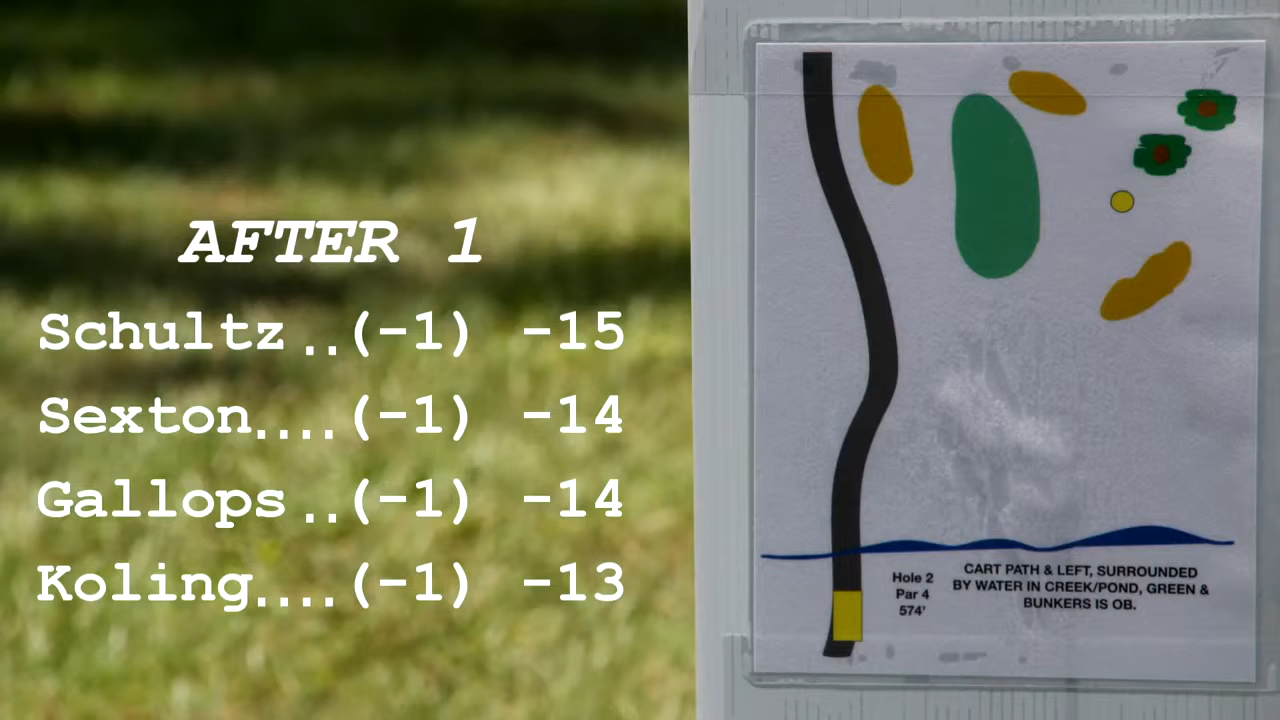 AFTER 1
Schultz..(-1) -15
Sexton....(-1) -14
Gallops..(-1) -14
Koling....(-1) -13
Hole 2
Par 4
574'
CART PATH & LEFT, SURROUNDED
BY WATER IN CREEK/POND, GREEN &
BUNKERS IS OB.